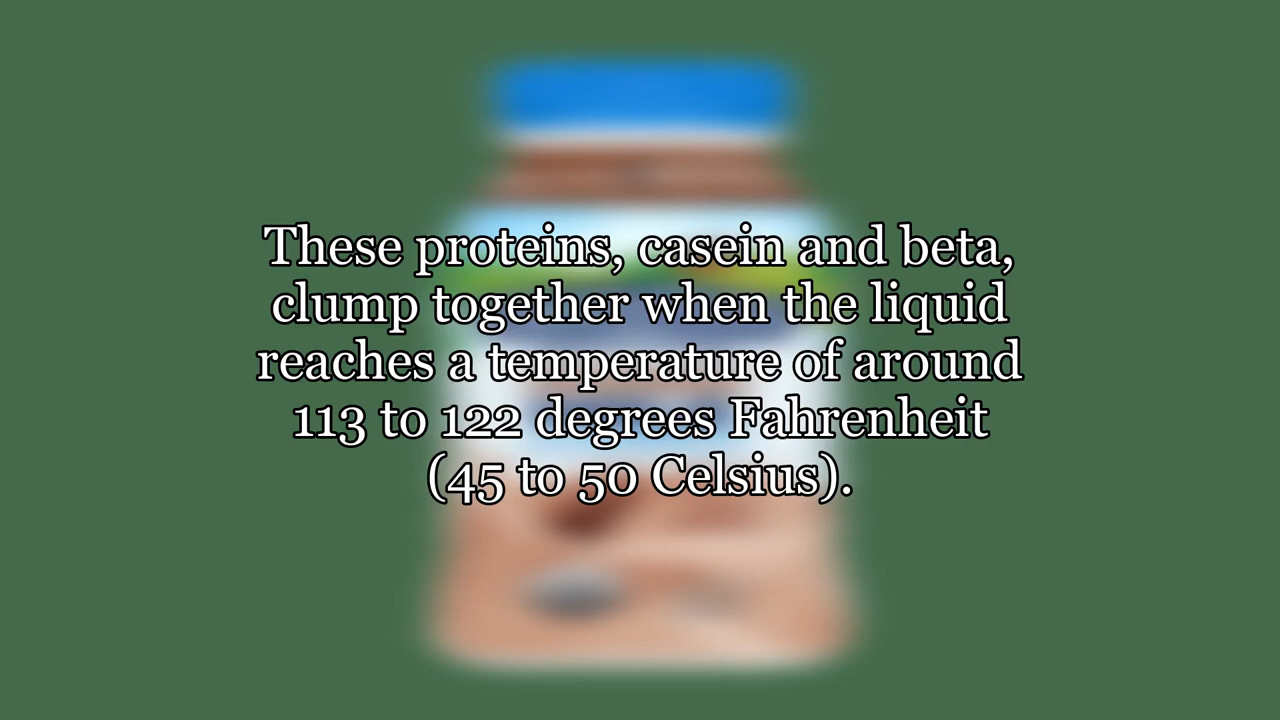 These proteins, casein and beta,
clump together when the liquid
reaches a temperature of around
113 to 122 degrees Fahrenheit
(45 to 50 Celsius).